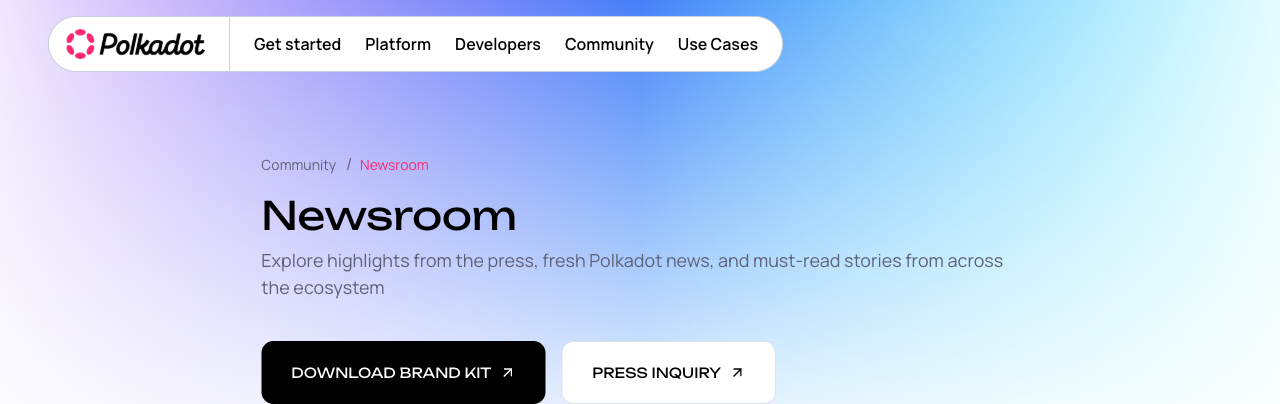 Polkadot
Get started
Platform
Developers
Community
Use Cases
Community / Newsroom
Newsroom
Explore highlights from the press, fresh Polkadot news, and must-read stories from across
the ecosystem
DOWNLOAD BRAND KIT
PRESS INQUIRY